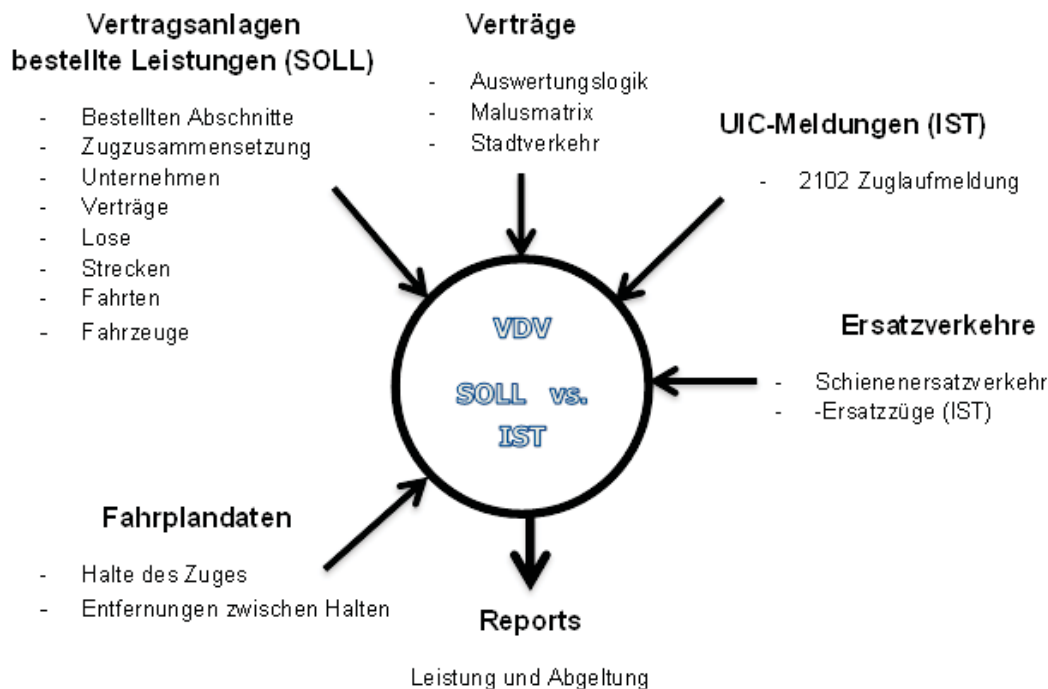 Vertragsanlagen
bestellte Leistungen (SOLL)
- Bestellten Abschnitte
- Zugzusammensetzung
- Unternehmen
- Verträge
- Lose
- Strecken
- Fahrten
- Fahrzeuge
Verträge
- Auswertungslogik
- Malusmatrix
- Stadtverkehr
UIC-Meldungen (IST)
- 2102 Zuglaufmeldung
VDV
SOLL vs.
IST
Ersatzverkehre
- Schienenersatzverkehr
- -Ersatzzüge (IST)
Fahrplandaten
- Halte des Zuges
- Entfernungen zwischen Halten
Reports
Leistung und Abgeltung